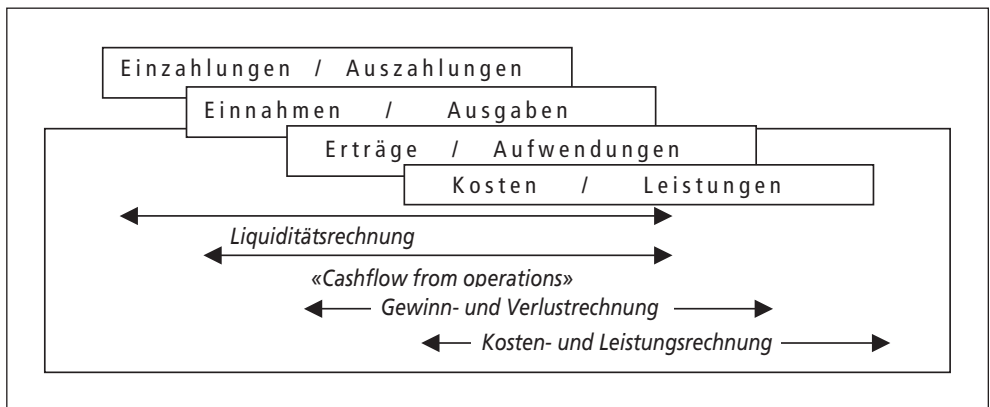 Einzahlungen / Auszahlungen
Einnahmen / Ausgaben
Erträge / Aufwendungen
Kosten / Leistungen
Liquiditätsrechnung
«Cashflow from operations»
Gewinn- und Verlustrechnung
Kosten- und Leistungsrechnung